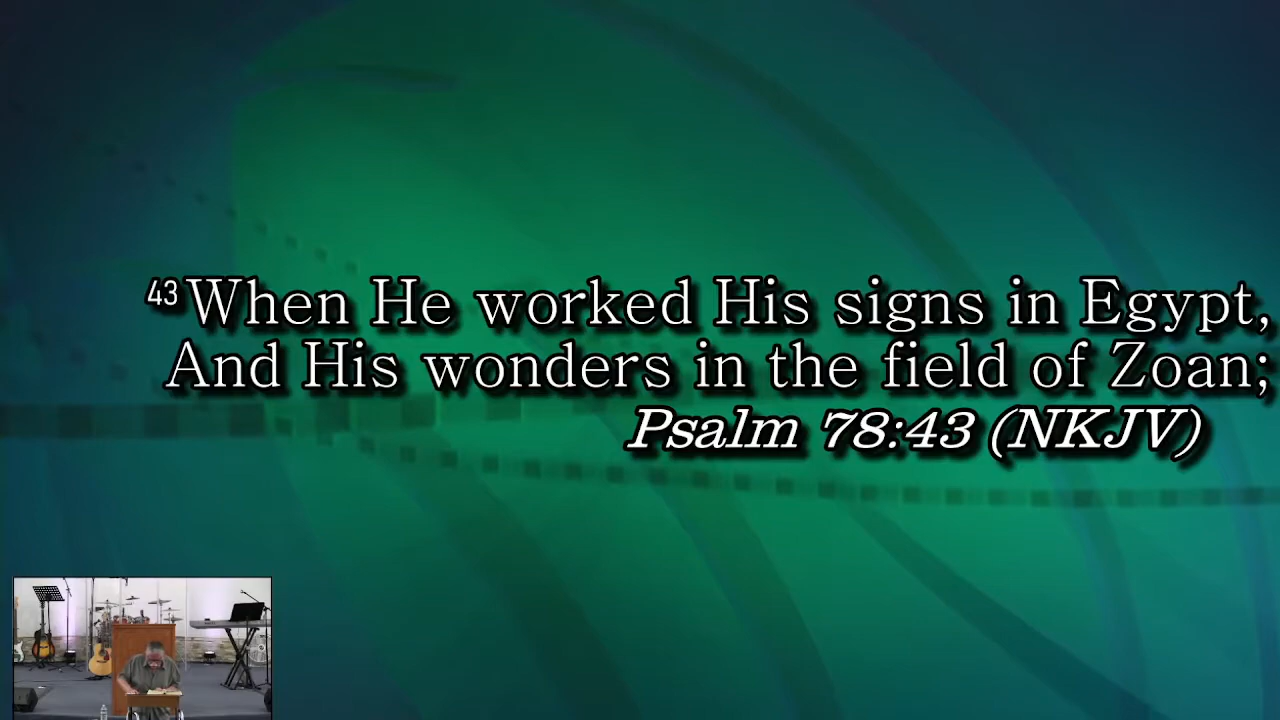 43When He worked His signs in Egypt,
And His wonders in the field of Zoan;
Psalm 78:43 (NKJV)